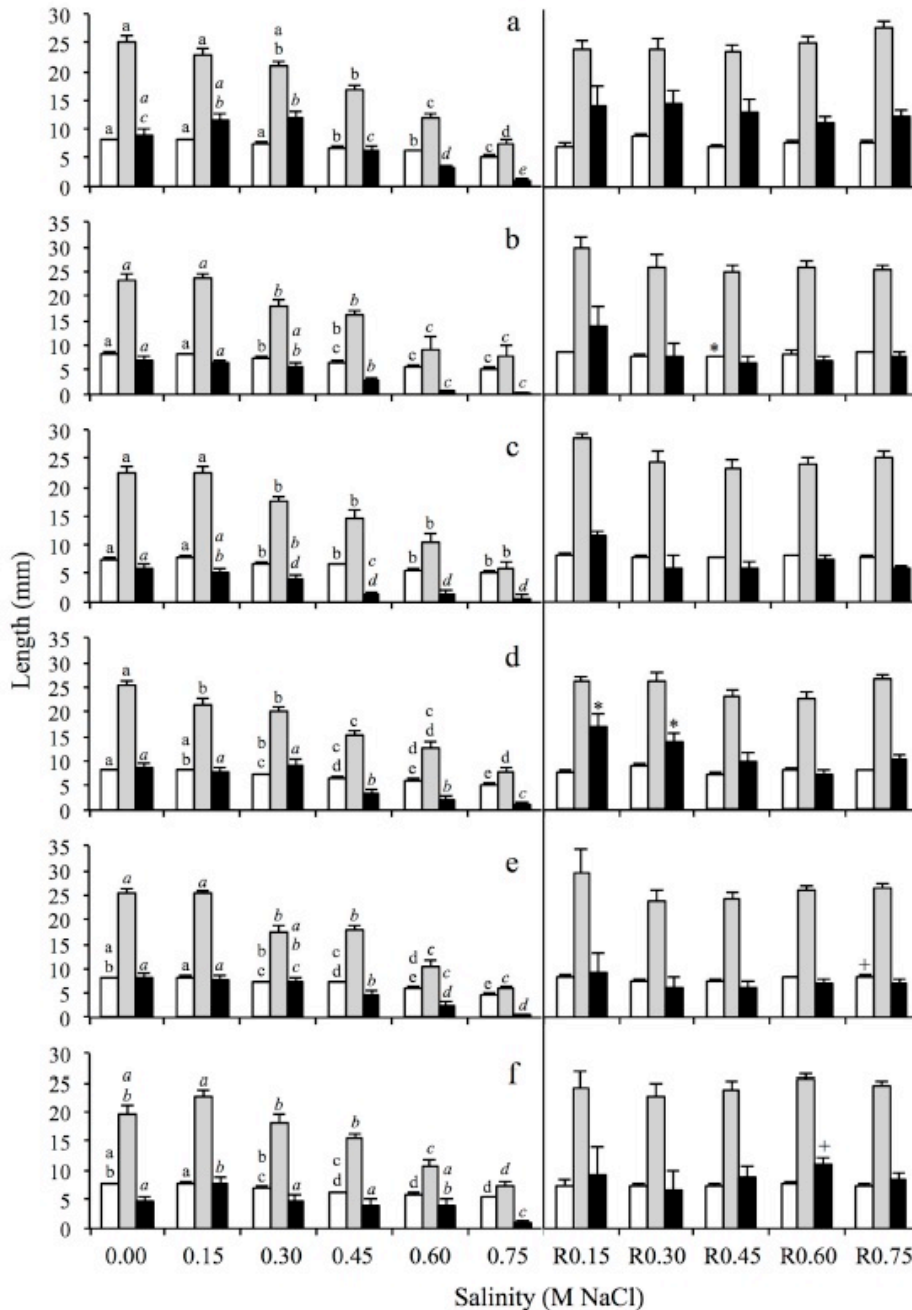 a
30
25
20
15
10
5
0
a a a c
a a a b
a a b b
b b c
b c d
c d e
b
35
30
25
20
15
10
5
0
a a a
a a a
a b a b
b c b b
c c c
c c c
*
c
30
25
20
15
10
5
0
a a a
a a a b
b b b d
b b c d
b b d
b b d
Length (mm)
d
35
30
25
20
15
10
5
0
a a a
a b b a
b c b a
c d c b
d e c d b
e d c
*
*
e
35
30
25
20
15
10
5
0
a b a a
a a a
b c b a b c
c d b b
d e c c d
e c d
+
f
30
25
20
15
10
5
0
a b a b a
a a b
b c b a
c d b a
d c a b
d d c
+
0.00 0.15 0.30 0.45 0.60 0.75 R0.15 R0.30 R0.45 R0.60 R0.75
Salinity (M NaCl)